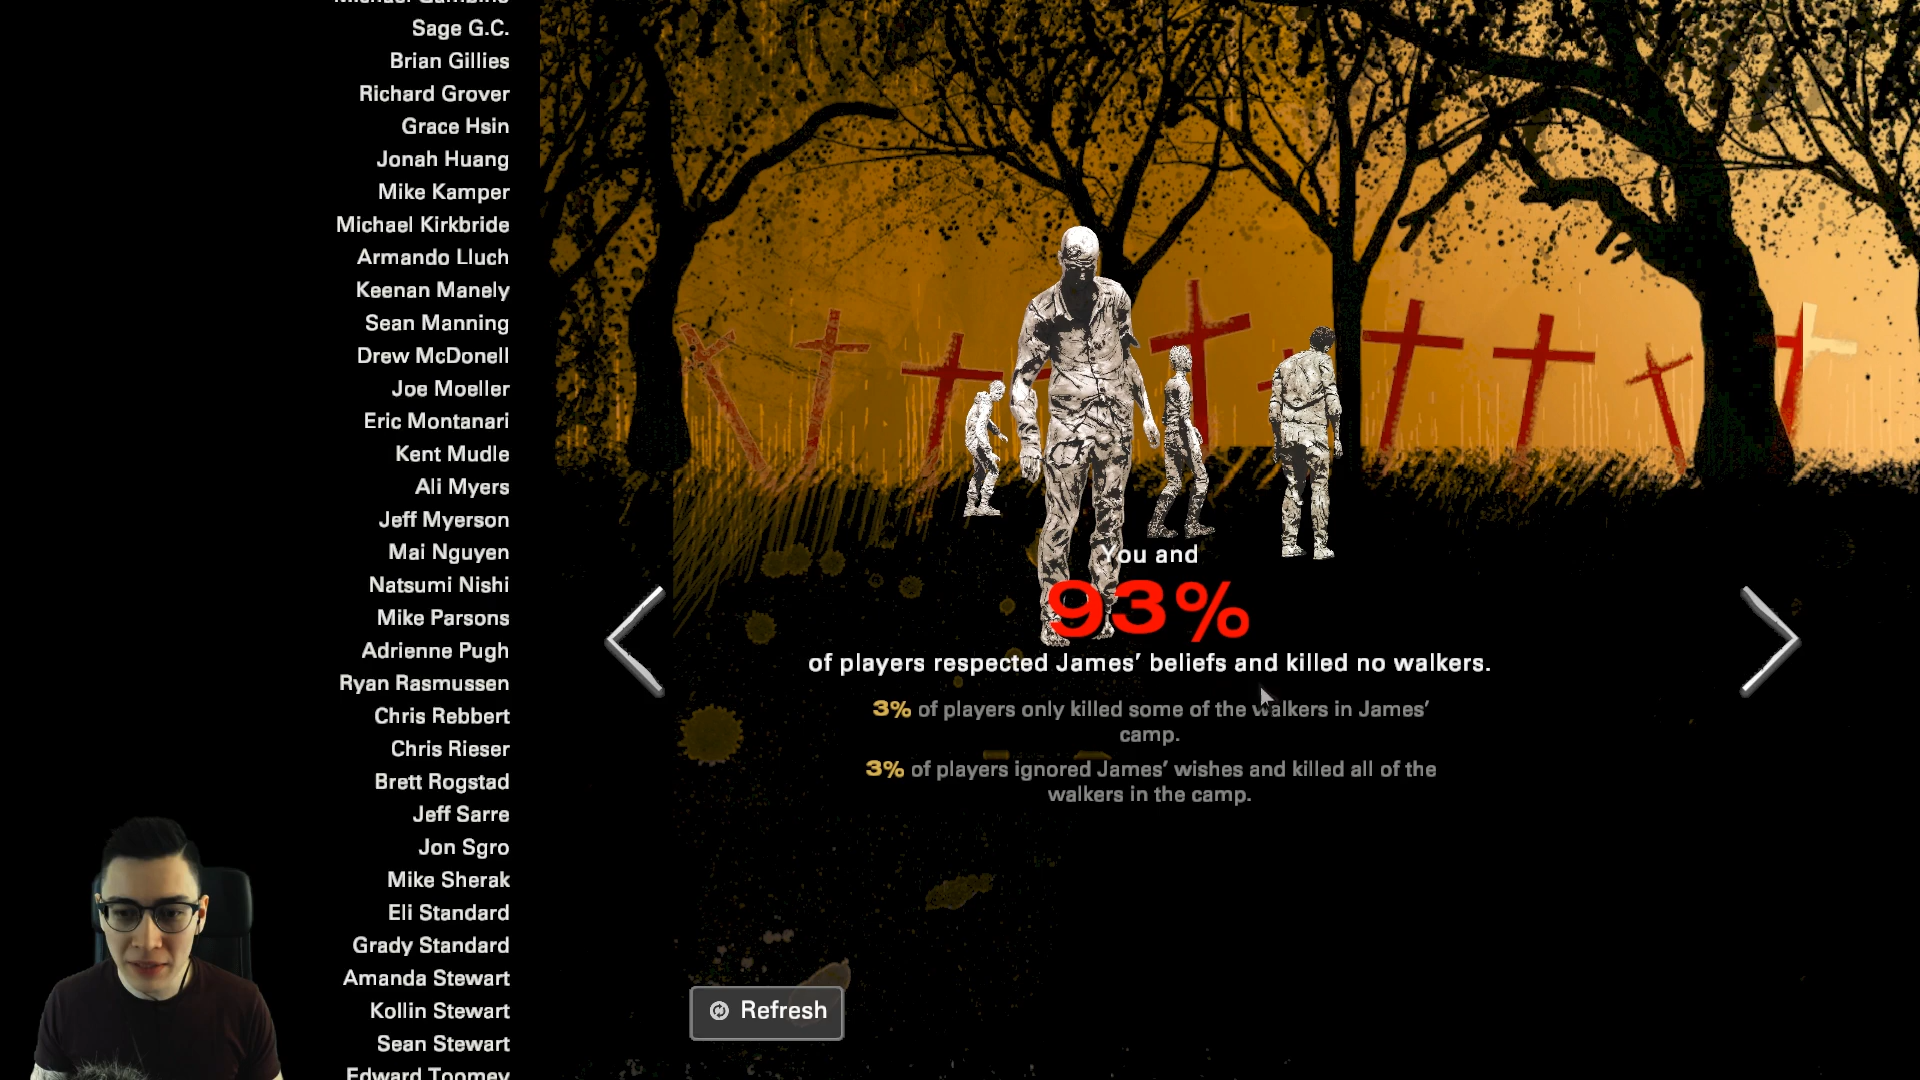 Sage G.C.
Brian Gillies
Richard Grover
Grace Hsin
Jonah Huang
Mike Kamper
Michael Kirkbride
Armando Lluch
Keenan Manely
Sean Manning
Drew McDonell
Joe Moeller
Eric Montanari
Kent Mudle
Ali Myers
Jeff Myerson
Mai Nguyen
Natsumi Nishi
Mike Parsons
Adrienne Pugh
Ryan Rasmussen
Chris Rebbert
Chris Rieser
Brett Rogstad
Jeff Sarre
Jon Sgro
Mike Sherak
Eli Standard
Grady Standard
Amanda Stewart
Kollin Stewart
Sean Stewart
Edward Toomey
You and
93%
of players respected James' beliefs and killed no walkers.
3% of players only killed some of the walkers in James'
camp.
3% of players ignored James' wishes and killed all of the
walkers in the camp.
Refresh